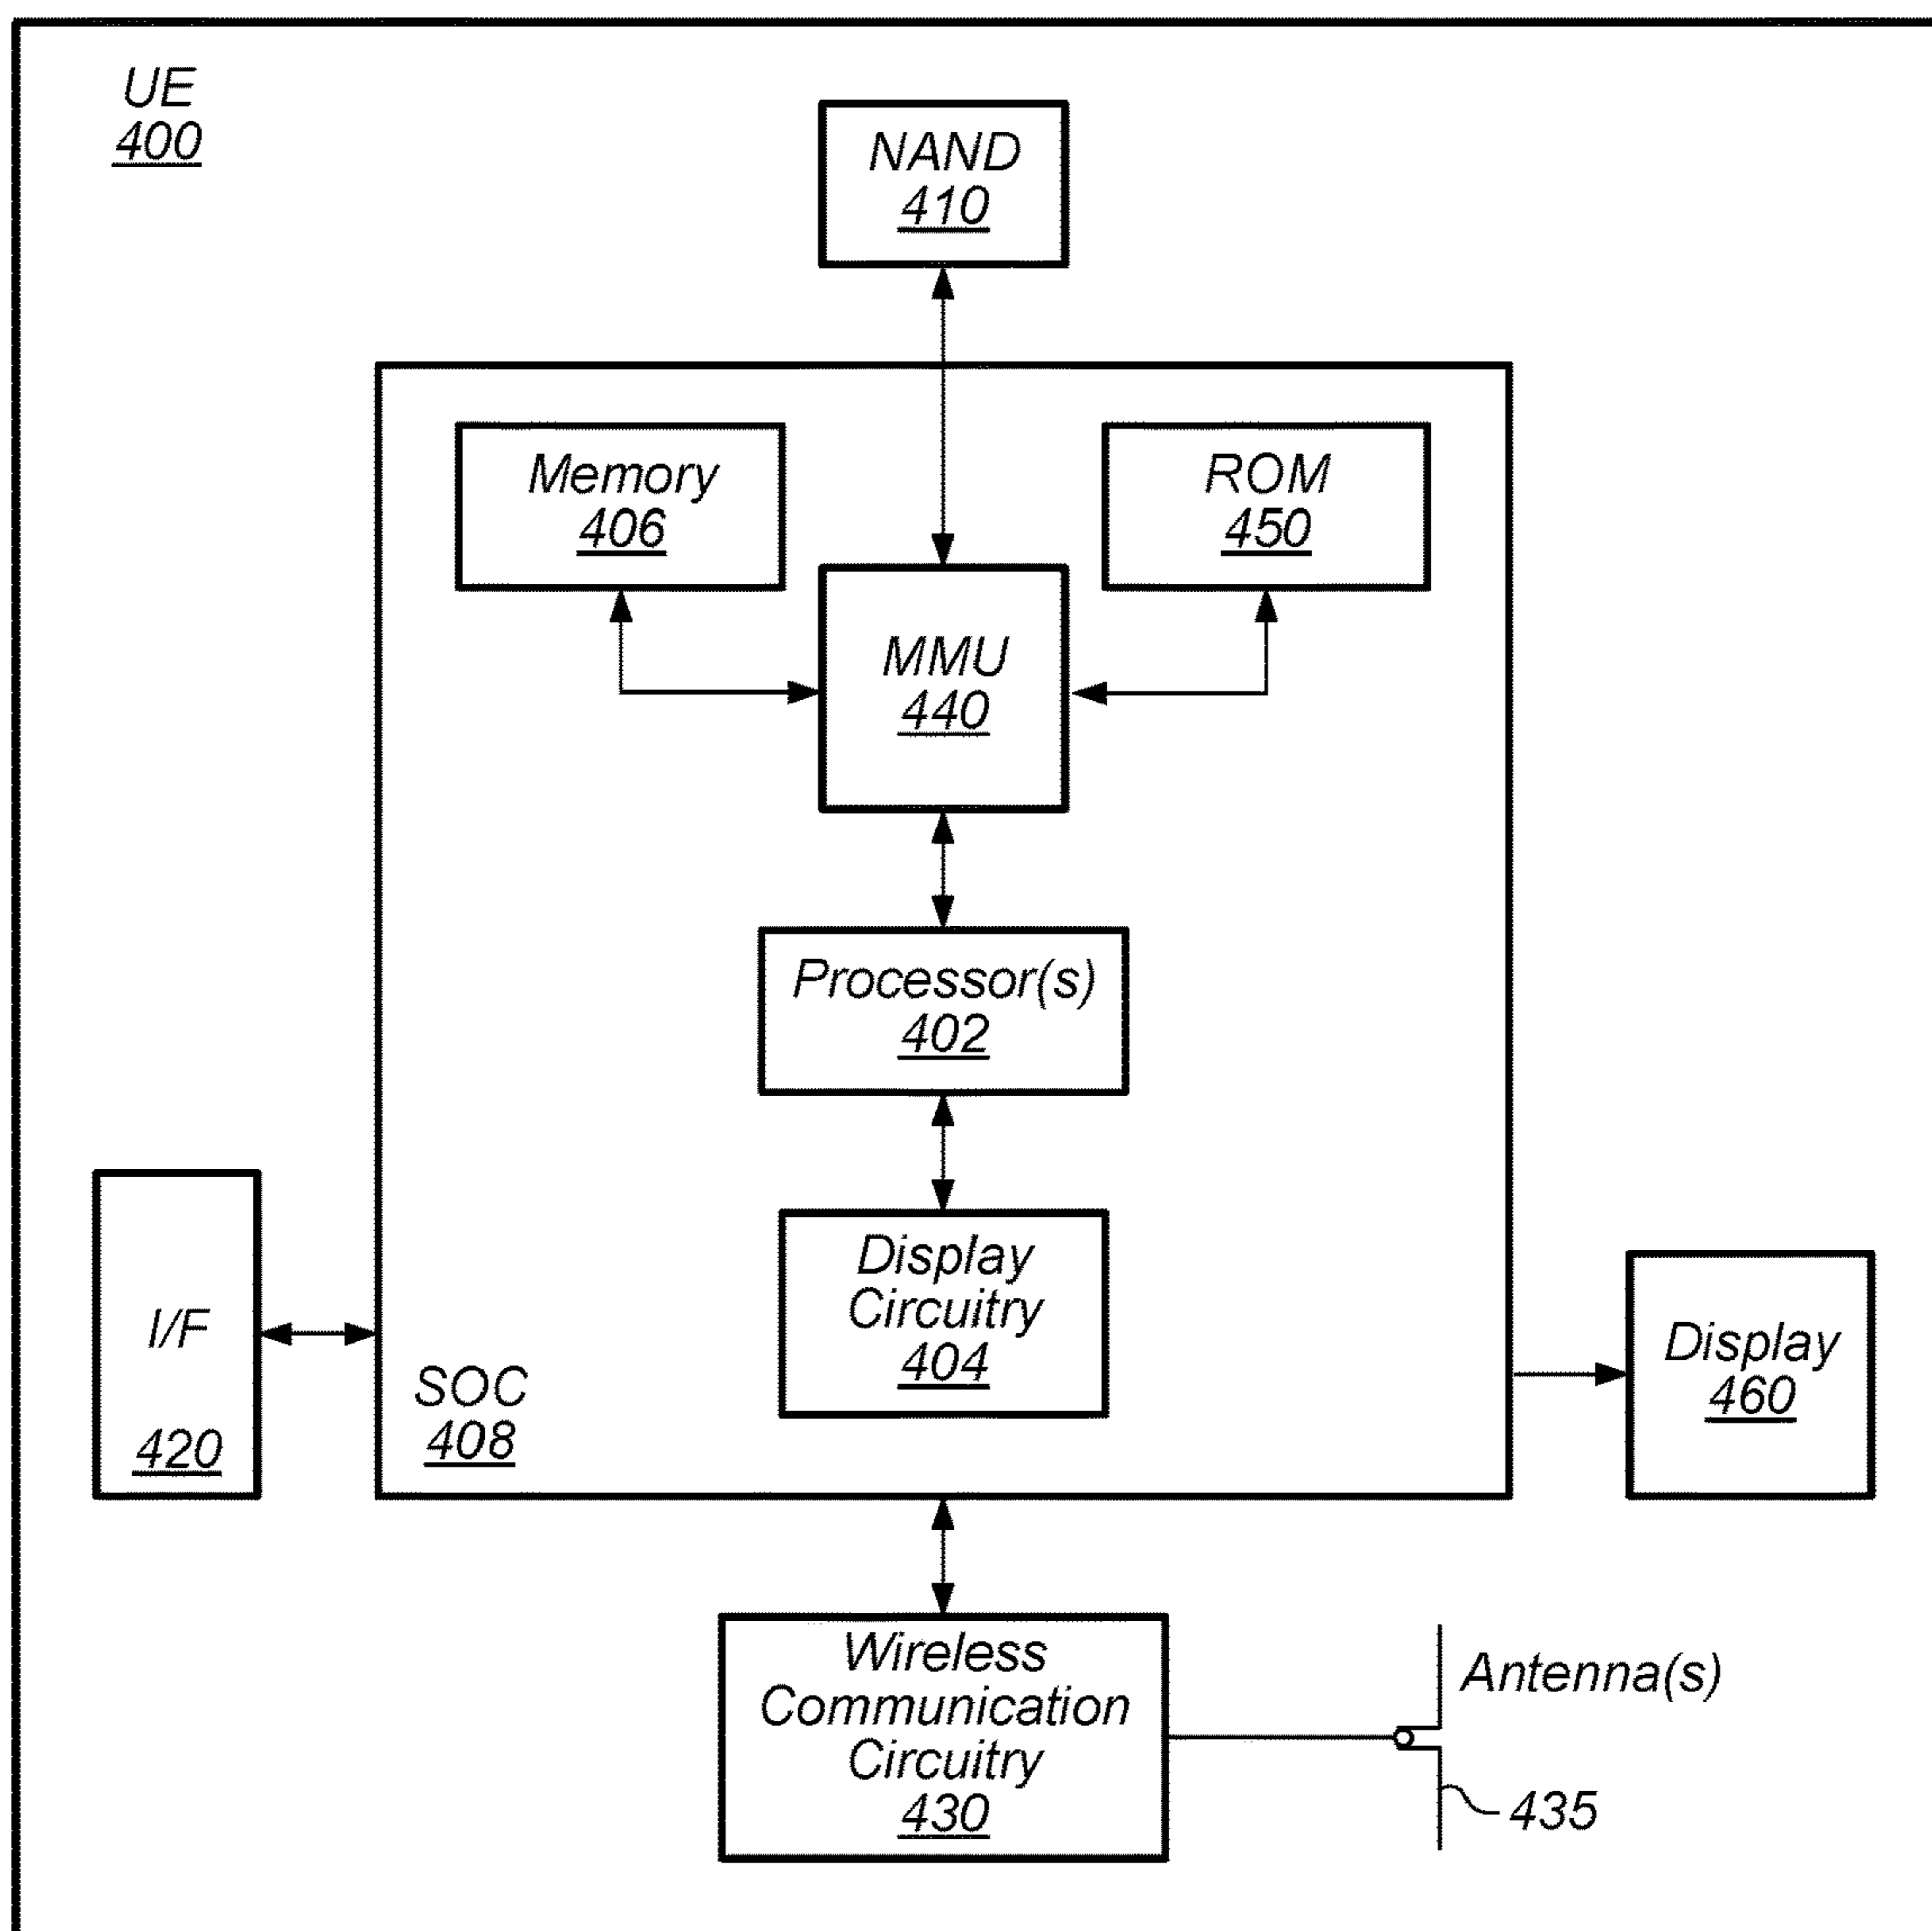 UE
400
NAND
410
Memory
406
ROM
450
MMU
440
Processor(s)
402
Display
Circuitry
404
I/F
420
SOC
408
Display
460
Wireless
Communication
Circuitry
430
Antenna(s)
435